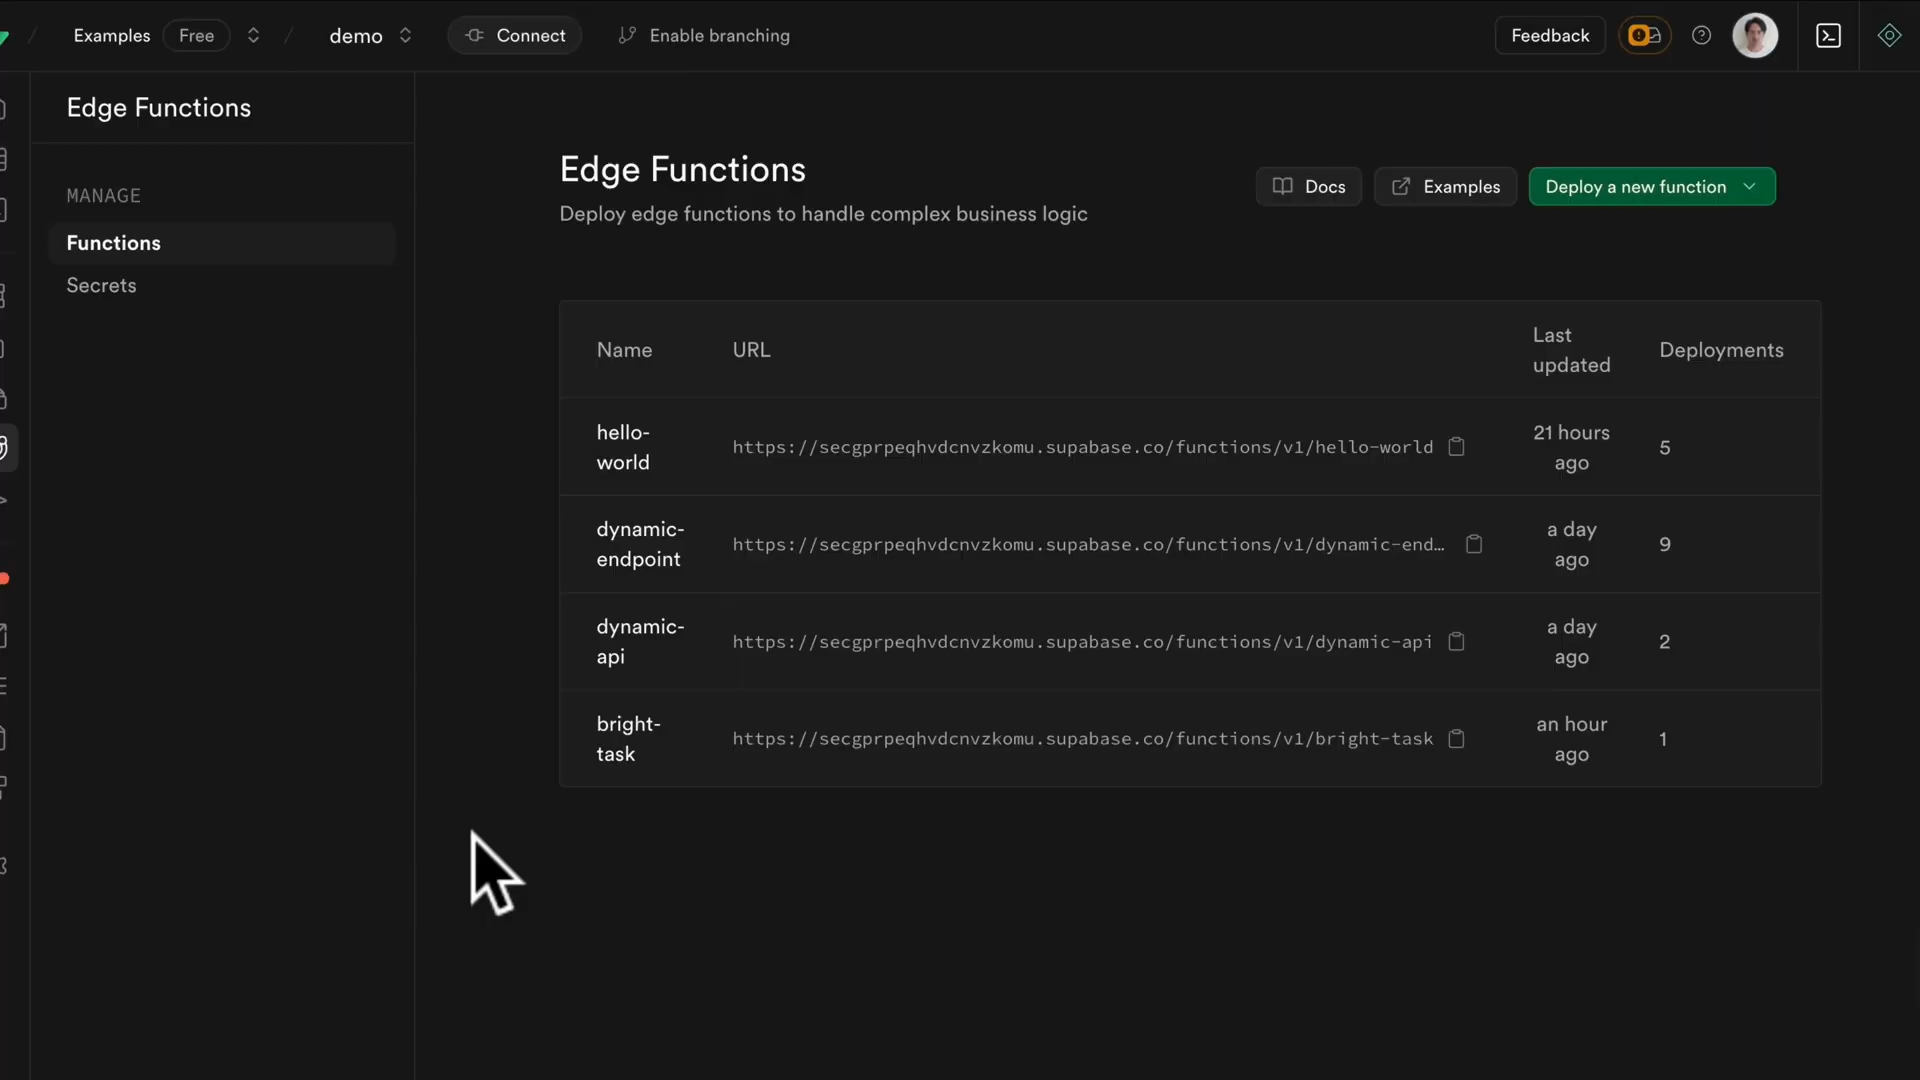 Examples Free demo Connect Enable branching Feedback
Edge Functions
MANAGE
Functions
Secrets
Edge Functions
Deploy edge functions to handle complex business logic
Docs Examples Deploy a new function
Name URL Last updated Deployments
hello-world https://secgprpeqhvdcnvzkomu.supabase.co/functions/v1/hello-world 21 hours ago 5
dynamic-endpoint https://secgprpeqhvdcnvzkomu.supabase.co/functions/v1/dynamic-end… a day ago 9
dynamic-api https://secgprpeqhvdcnvzkomu.supabase.co/functions/v1/dynamic-api a day ago 2
bright-task https://secgprpeqhvdcnvzkomu.supabase.co/functions/v1/bright-task an hour ago 1